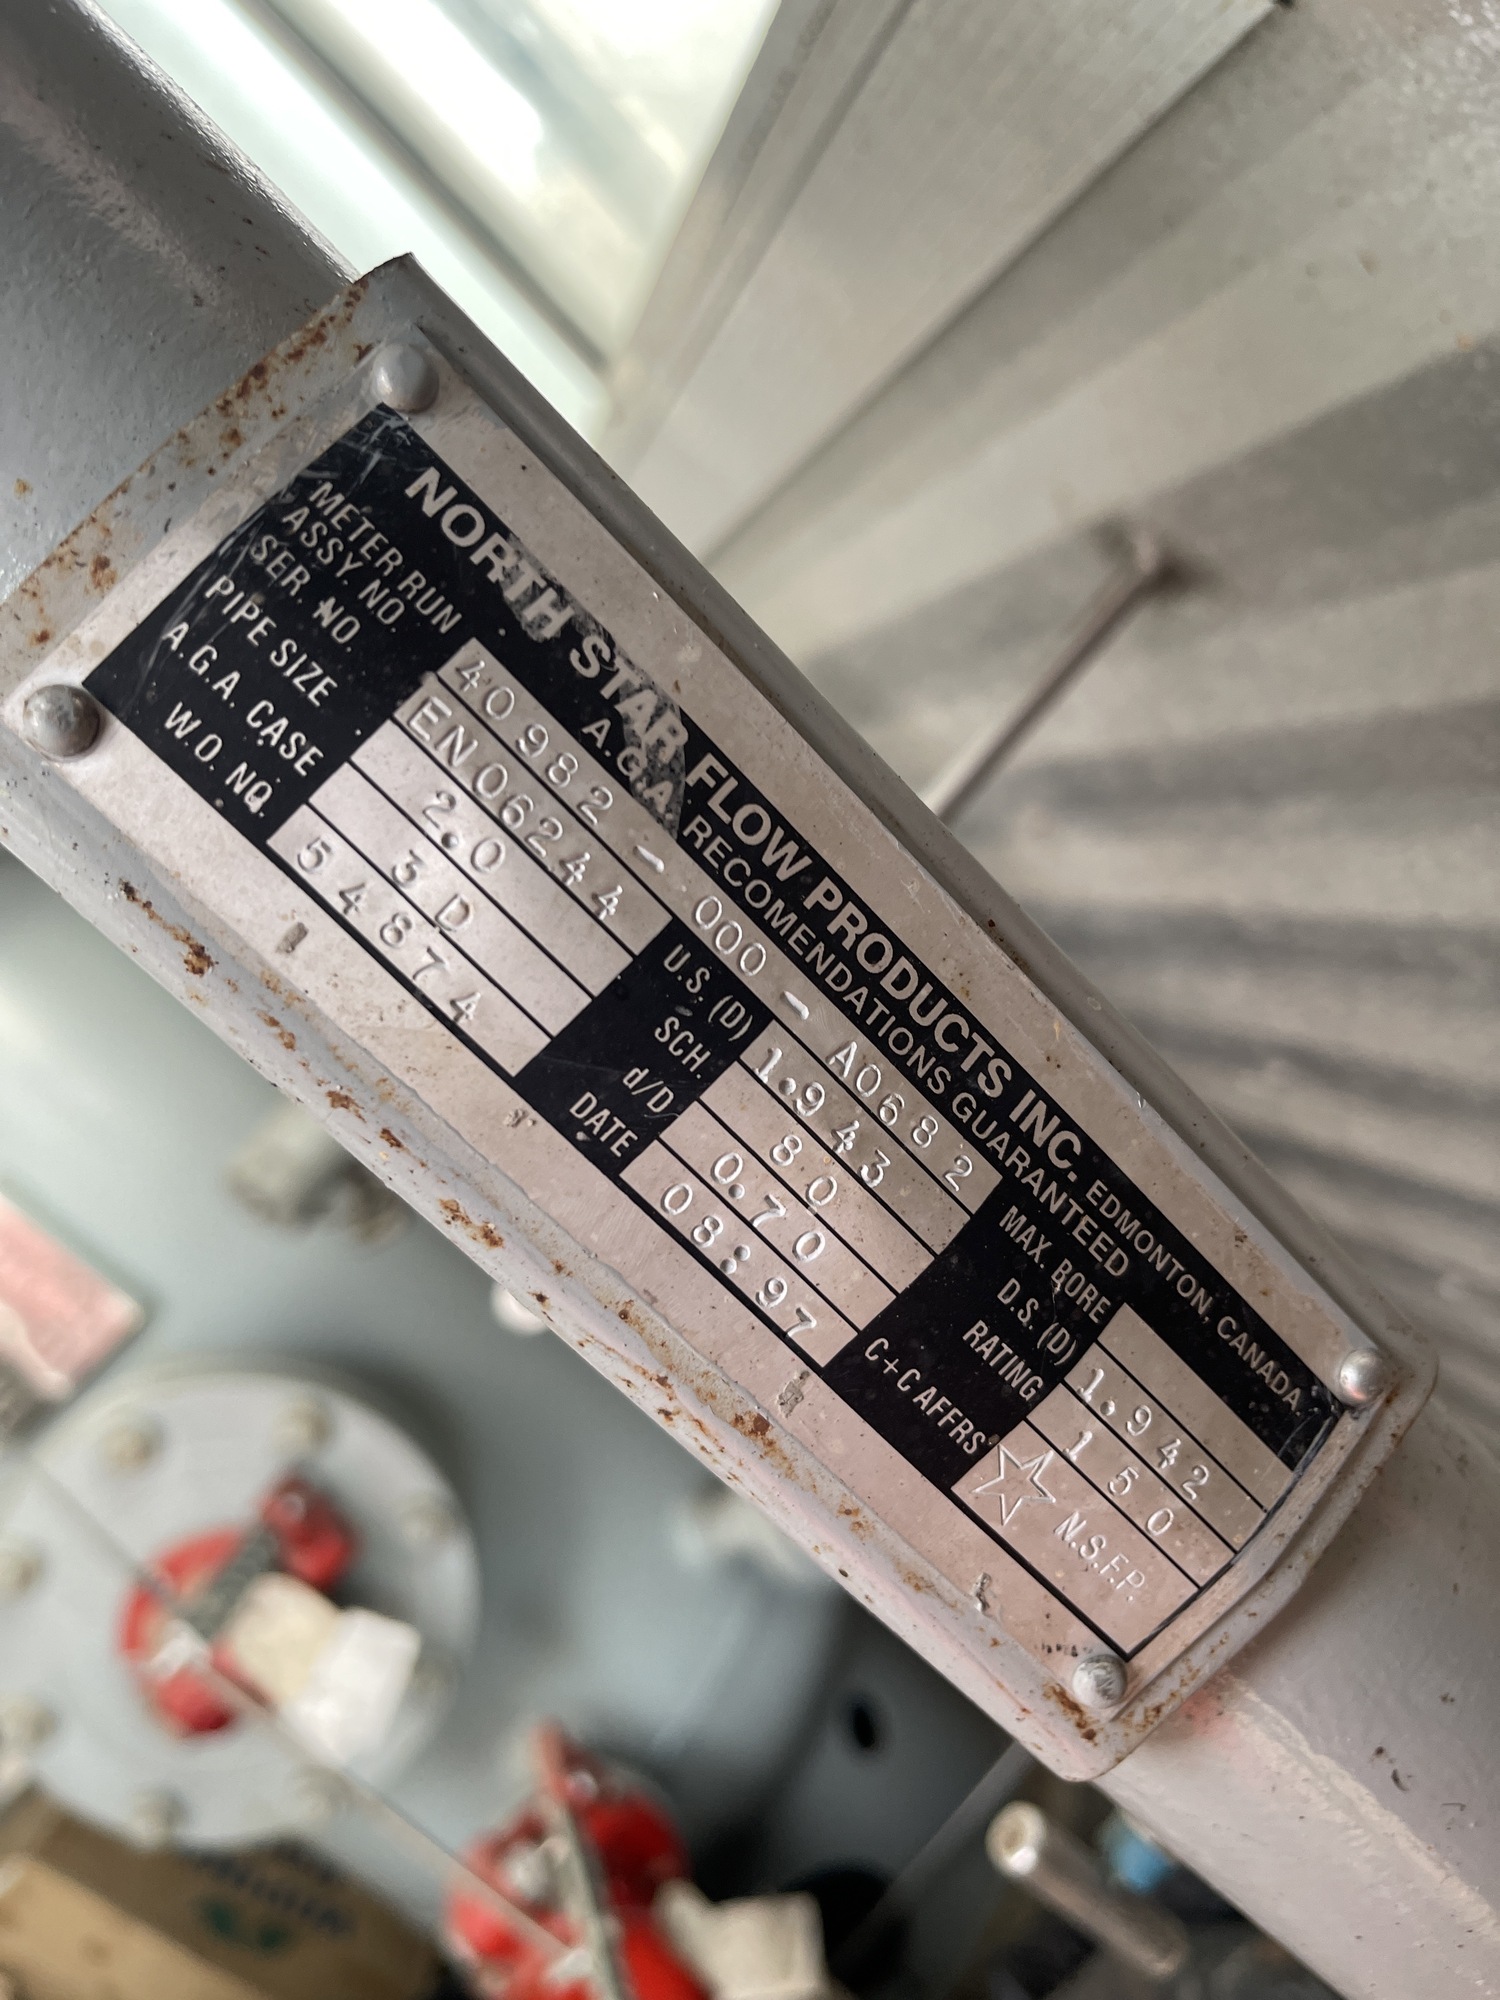 NORTH STAR FLOW PRODUCTS INC. EDMONTON, CANADA.
A.G.A. RECOMENDATIONS GUARANTEED
METER RUN
ASSY. NO. 40982-000-A0682 MAX. BORE
SER. NO. EN06244 U.S. (D) 1.943 D.S. (D) 1.942
PIPE SIZE 2.0 SCH. 80 RATING 150
A.G.A. CASE 3D d/D 0.70 C+C AFFRS N.S.F.P.
W.O. NO. 54874 DATE 08:97